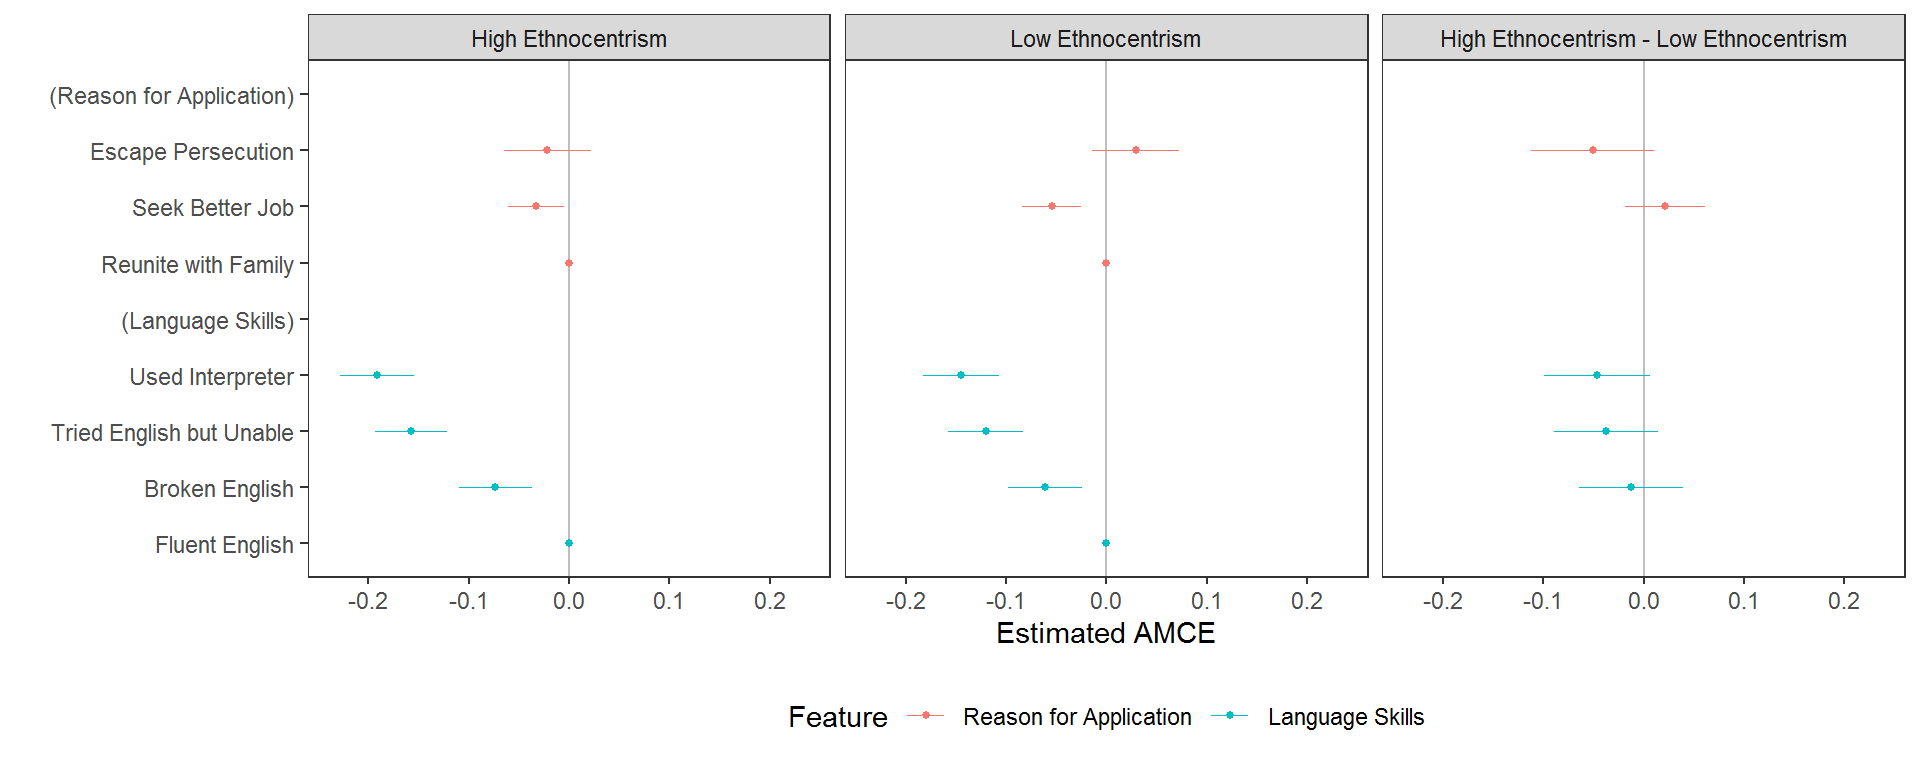 High Ethnocentrism
Low Ethnocentrism
High Ethnocentrism - Low Ethnocentrism
(Reason for Application)
Escape Persecution
Seek Better Job
Reunite with Family
(Language Skills)
Used Interpreter
Tried English but Unable
Broken English
Fluent English
-0.2 -0.1 0.0 0.1 0.2
-0.2 -0.1 0.0 0.1 0.2
-0.2 -0.1 0.0 0.1 0.2
Estimated AMCE
Feature Reason for Application Language Skills